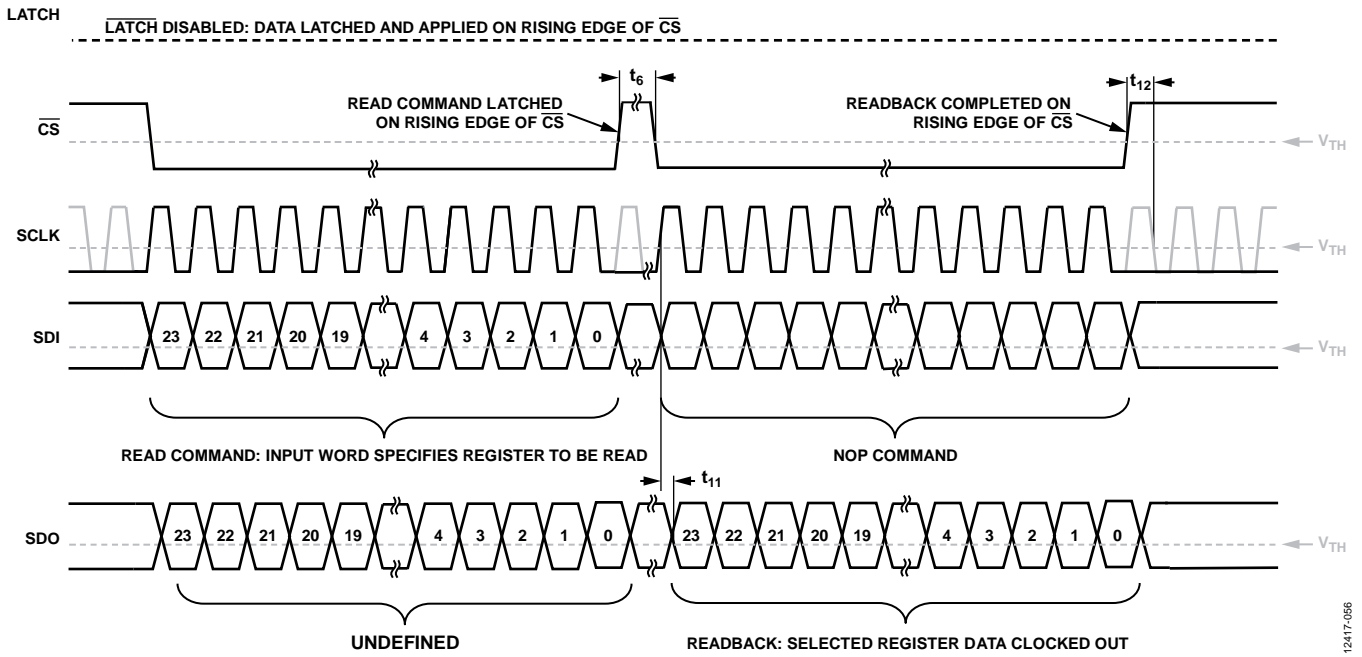 LATCH
LATCH DISABLED: DATA LATCHED AND APPLIED ON RISING EDGE OF CS
t6
t12
READ COMMAND LATCHED
ON RISING EDGE OF CS
READBACK COMPLETED ON
RISING EDGE OF CS
CS
VTH
SCLK
VTH
SDI
23 22 21 20 19 4 3 2 1 0
VTH
READ COMMAND: INPUT WORD SPECIFIES REGISTER TO BE READ
NOP COMMAND
t11
SDO
23 22 21 20 19 4 3 2 1 0 23 22 21 20 19 4 3 2 1 0
VTH
UNDEFINED
READBACK: SELECTED REGISTER DATA CLOCKED OUT
12417-056